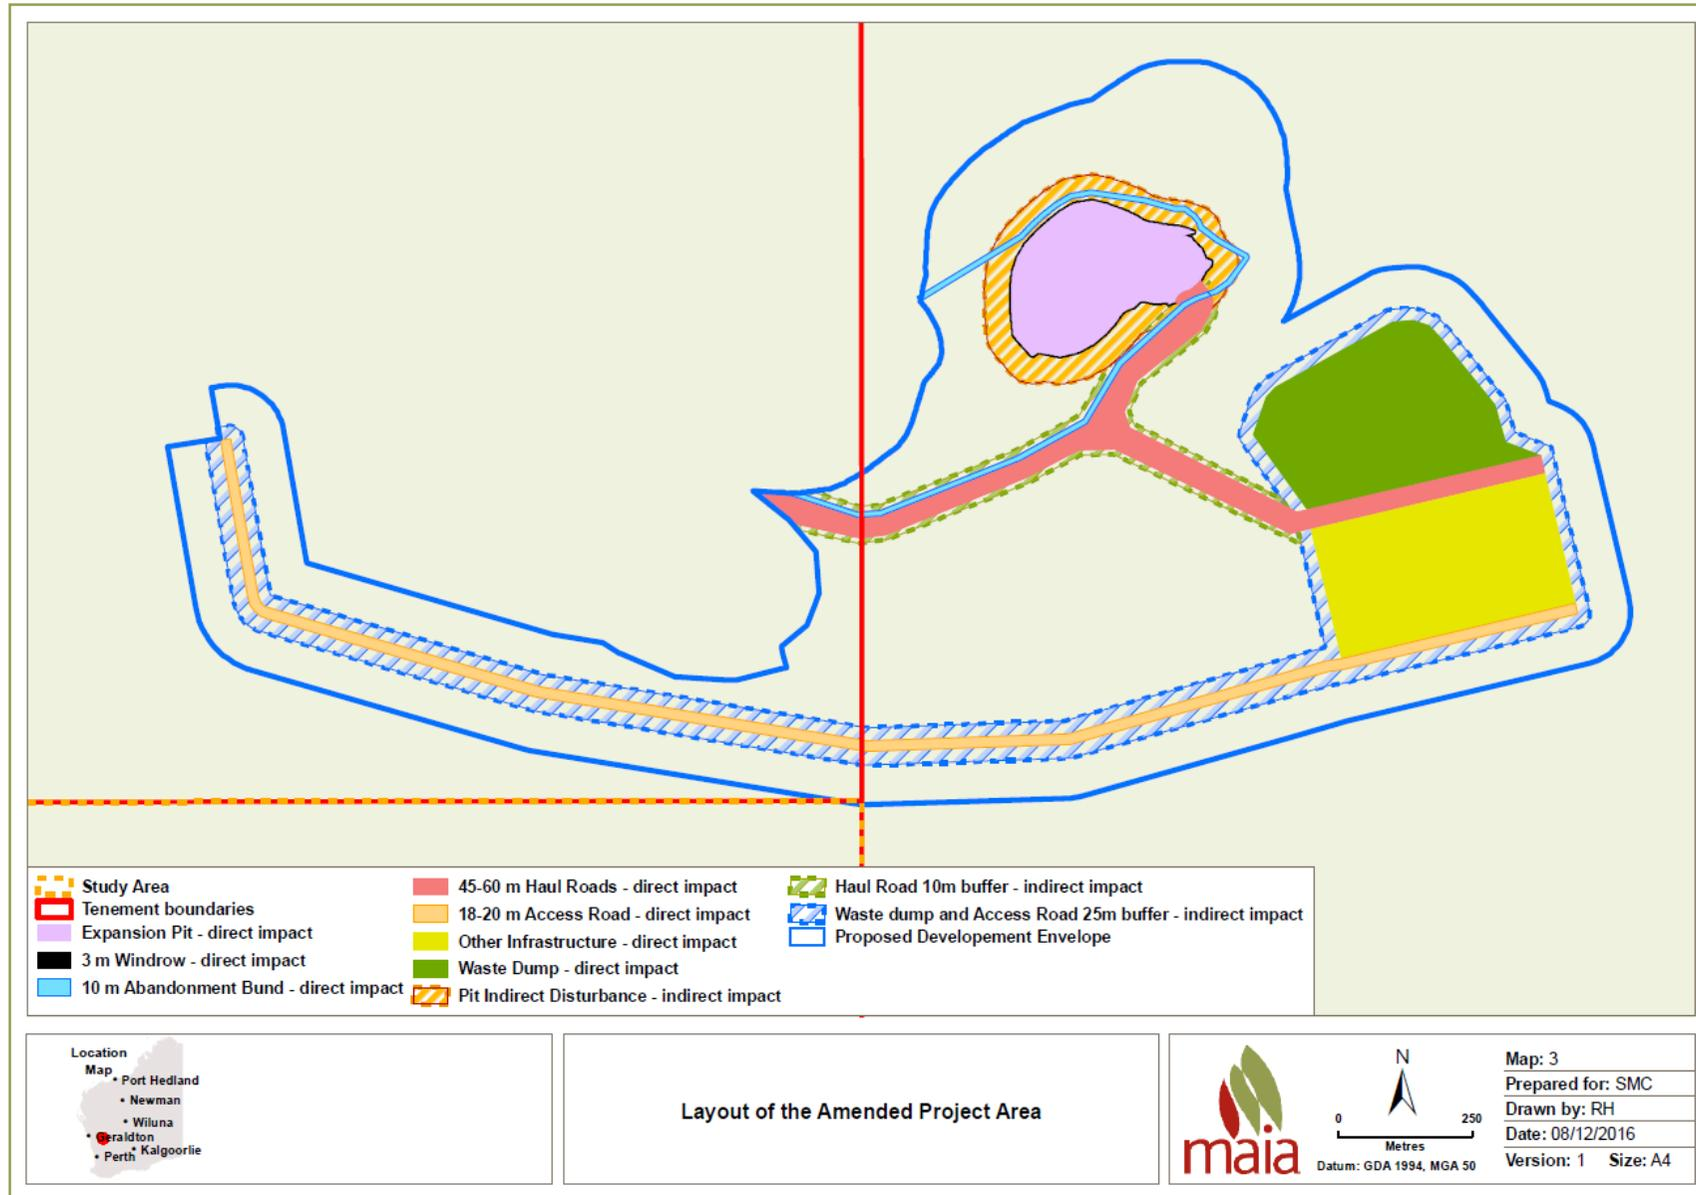 Study Area
Tenement boundaries
Expansion Pit - direct impact
3 m Windrow - direct impact
10 m Abandonment Bund - direct impact
45-60 m Haul Roads - direct impact
18-20 m Access Road - direct impact
Other Infrastructure - direct impact
Waste Dump - direct impact
Pit Indirect Disturbance - indirect impact
Haul Road 10m buffer - indirect impact
Waste dump and Access Road 25m buffer - indirect impact
Proposed Developement Envelope
Location
Map
Port Hedland
Newman
Wiluna
Geraldton
Kalgoorlie
Perth
Layout of the Amended Project Area
maia
N
0 250
Metres
Datum: GDA 1994, MGA 50
Map: 3
Prepared for: SMC
Drawn by: RH
Date: 08/12/2016
Version: 1 Size: A4